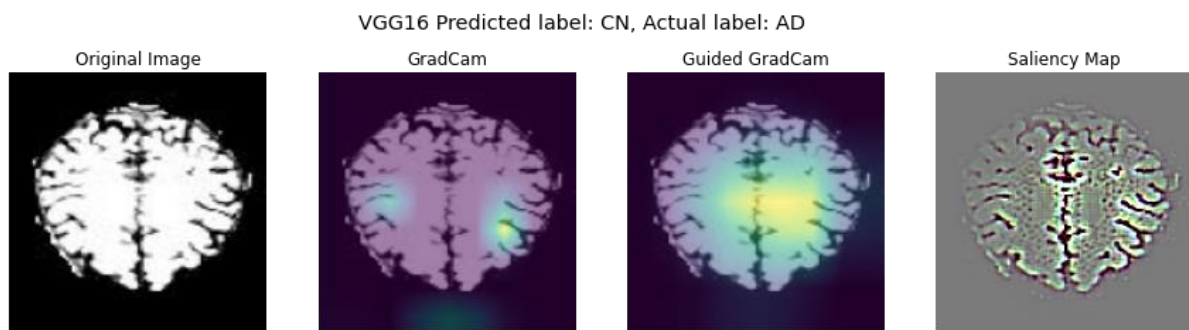 VGG16 Predicted label: CN, Actual label: AD
Original Image
GradCam
Guided GradCam
Saliency Map